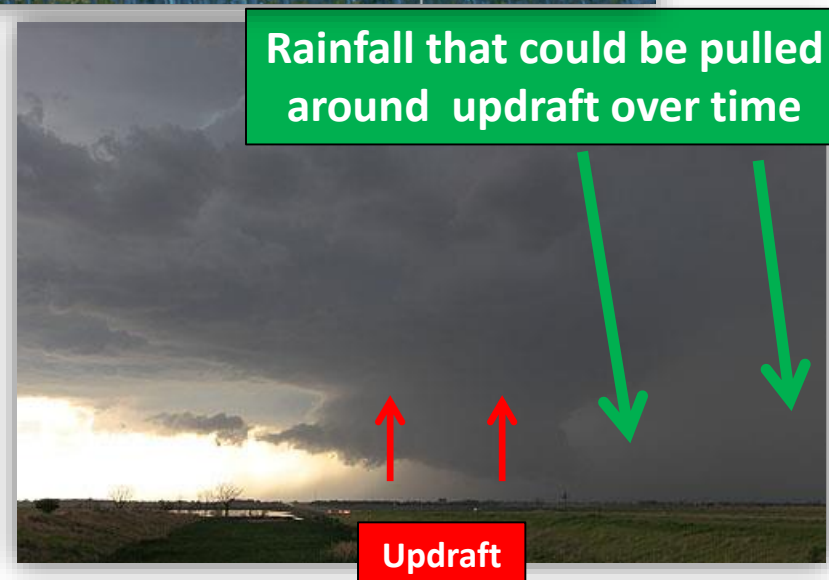 Rainfall that could be pulled
around updraft over time
Updraft